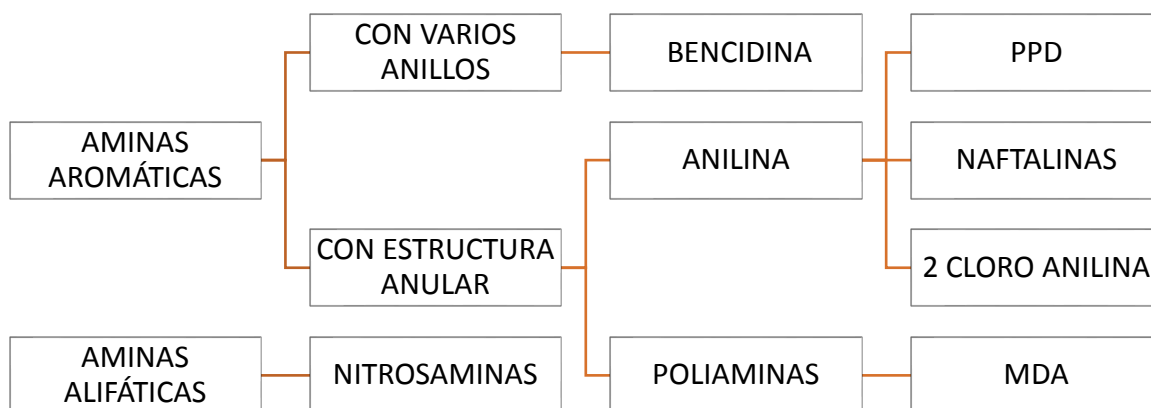 CON VARIOS
ANILLOS
BENCIDINA
PPD
AMINAS
AROMÁTICAS
ANILINA
NAFTALINAS
CON ESTRUCTURA
ANULAR
2 CLORO ANILINA
AMINAS
ALIFÁTICAS
NITROSAMINAS
POLIAMINAS
MDA